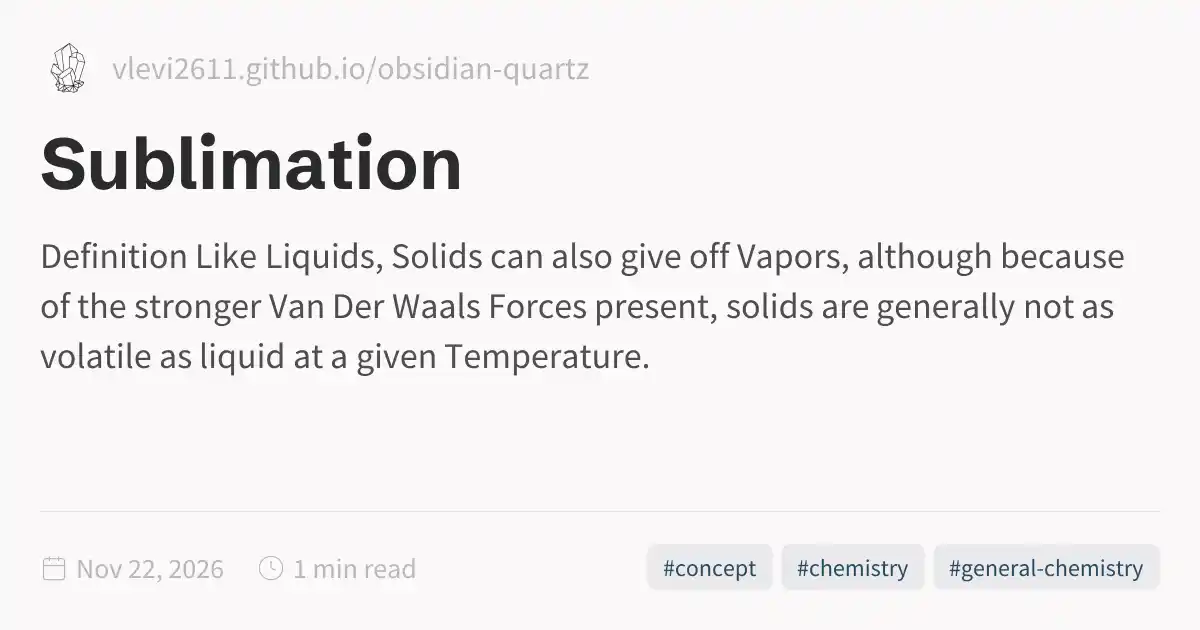 vlevi2611.github.io/obsidian-quartz
Sublimation
Definition Like Liquids, Solids can also give off Vapors, although because
of the stronger Van Der Waals Forces present, solids are generally not as
volatile as liquid at a given Temperature.
Nov 22, 2026 1 min read #concept #chemistry #general-chemistry